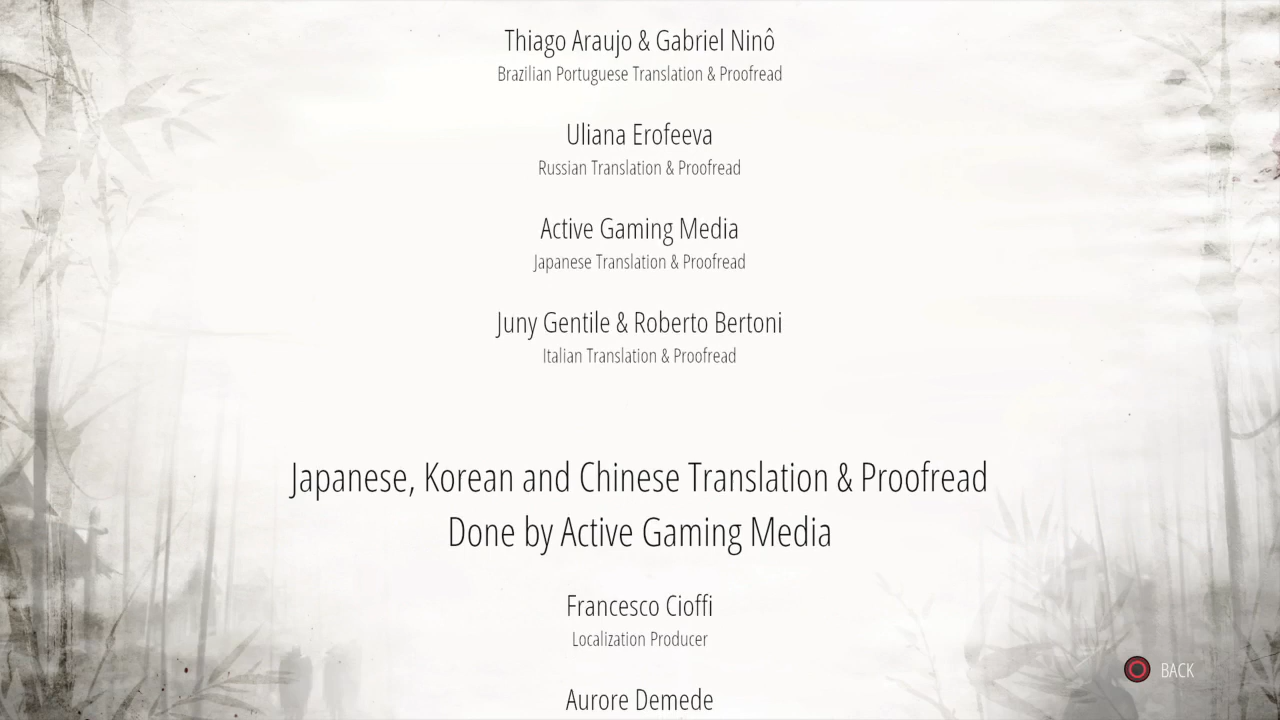 Thiago Araujo & Gabriel Ninô
Brazilian Portuguese Translation & Proofread
Uliana Erofeeva
Russian Translation & Proofread
Active Gaming Media
Japanese Translation & Proofread
Juny Gentile & Roberto Bertoni
Italian Translation & Proofread
Japanese, Korean and Chinese Translation & Proofread
Done by Active Gaming Media
Francesco Cioffi
Localization Producer
BACK
Aurore Demede